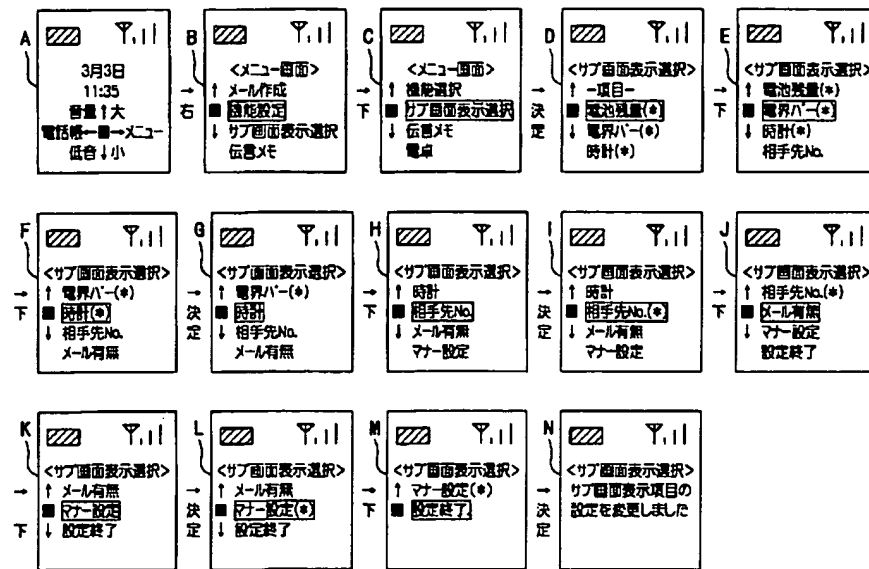 A
3月3日
11:35
音量↑大
電話帳←■→メニュー
低音↓小
→
右
B
<メニュー画面>
↑ メール作成
■ 機能設定
↓ サブ画面表示選択
伝言メモ
→
下
C
<メニュー画面>
↑ 機能選択
■ サブ画面表示選択
↓ 伝言メモ
電卓
→
決
定
D
<サブ画面表示選択>
↑ -項目-
■ 電池残量(*)
↓ 電界バー(*)
時計(*)
→
下
E
<サブ画面表示選択>
↑ 電池残量(*)
■ 電界バー(*)
↓ 時計(*)
相手先No.
→
下
F
<サブ画面表示選択>
↑ 電界バー(*)
■ 時計(*)
↓ 相手先No.
メール有無
→
決
定
G
<サブ画面表示選択>
↑ 電界バー(*)
■ 時計
↓ 相手先No.
メール有無
→
下
H
<サブ画面表示選択>
↑ 時計
■ 相手先No.
↓ メール有無
マナー設定
→
決
定
I
<サブ画面表示選択>
↑ 時計
■ 相手先No.(*)
↓ メール有無
マナー設定
→
下
J
<サブ画面表示選択>
↑ 相手先No.(*)
■ メール有無
↓ マナー設定
設定終了
→
下
K
<サブ画面表示選択>
↑ メール有無
■ マナー設定
↓ 設定終了
→
決
定
L
<サブ画面表示選択>
↑ メール有無
■ マナー設定(*)
↓ 設定終了
→
下
M
<サブ画面表示選択>
↑ マナー設定(*)
■ 設定終了
→
決
定
N
<サブ画面表示選択>
サブ画面表示項目の
設定を変更しました